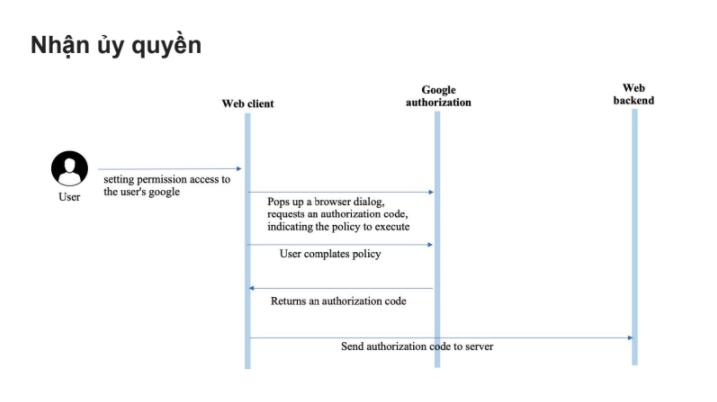 Nhận ủy quyền
Google
authorization
Web
backend
Web client
User
setting permission access to
the user's google
Pops up a browser dialog,
requests an authorization code,
indicating the policy to execute
User complates policy
Returns an authorization code
Send authorization code to server